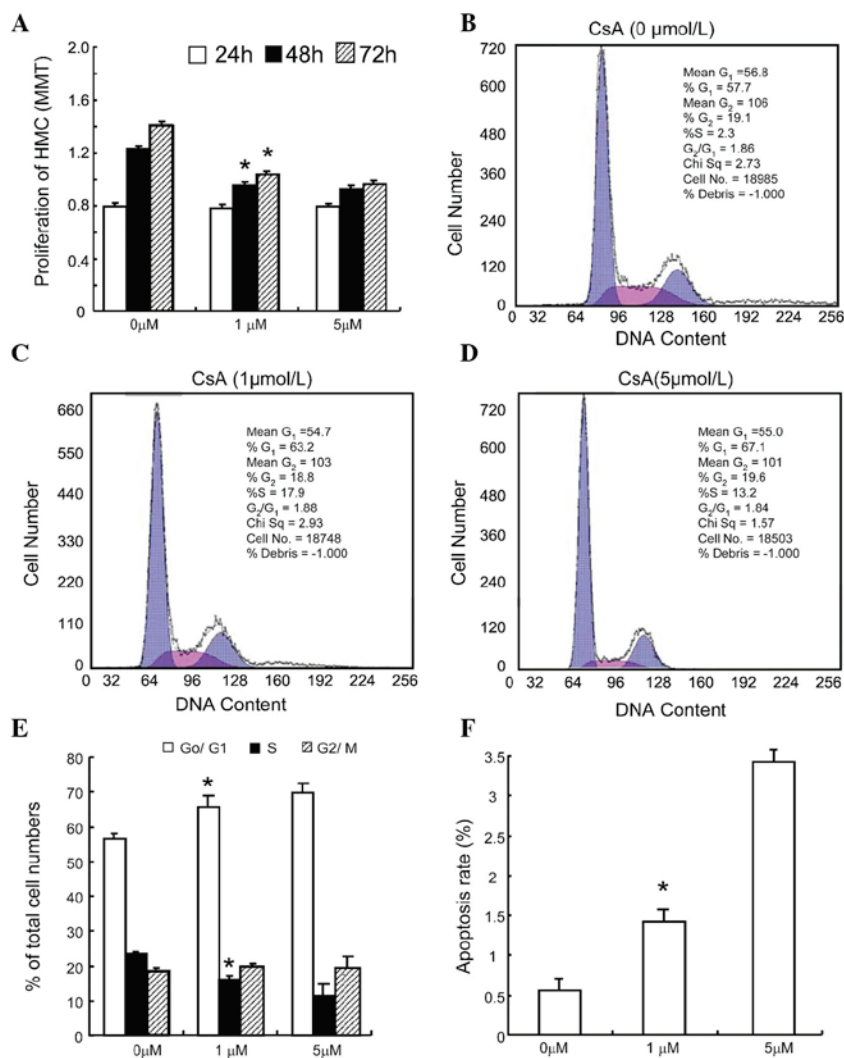 A
2.0
1.6
1.2
0.8
0.4
0
Proliferation of HMC (MMT)
24h 48h 72h
* *
0μM 1 μM 5μM
B
CsA (0 μmol/L)
720
600
480
360
240
120
0
Cell Number
Mean G₁ =56.8
% G₁ = 57.7
Mean G₂ = 106
% G₂ = 19.1
%S = 2.3
G₂/G₁ = 1.86
Chi Sq = 2.73
Cell No. = 18985
% Debris = -1.000
0 32 64 96 128 160 192 224 256
DNA Content
C
CsA (1μmol/L)
660
550
440
330
220
110
0
Cell Number
Mean G₁ =54.7
% G₁ = 63.2
Mean G₂ = 103
% G₂ = 18.8
%S = 17.9
G₂/G₁ = 1.88
Chi Sq = 2.93
Cell No. = 18748
% Debris = -1.000
0 32 64 96 128 160 192 224 256
DNA Content
D
CsA(5μmol/L)
720
600
480
360
240
120
0
Cell Number
Mean G₁ =55.0
% G₁ = 67.1
Mean G₂ = 101
% G₂ = 19.6
%S = 13.2
G₂/G₁ = 1.84
Chi Sq = 1.57
Cell No. = 18503
% Debris = -1.000
0 32 64 96 128 160 192 224 256
DNA Content
E
Go/ G1 S G2/ M
80
70
60
50
40
30
20
10
0
% of total cell numbers
*
*
0μM 1 μM 5μM
F
3.5
3
2.5
2
1.5
1
0.5
0
Apoptosis rate (%)
*
0μM 1 μM 5μM